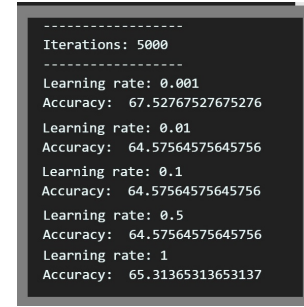 ------------------
Iterations: 5000
------------------
Learning rate: 0.001
Accuracy:  67.52767527675276
Learning rate: 0.01
Accuracy:  64.57564575645756
Learning rate: 0.1
Accuracy:  64.57564575645756
Learning rate: 0.5
Accuracy:  64.57564575645756
Learning rate: 1
Accuracy:  65.31365313653137